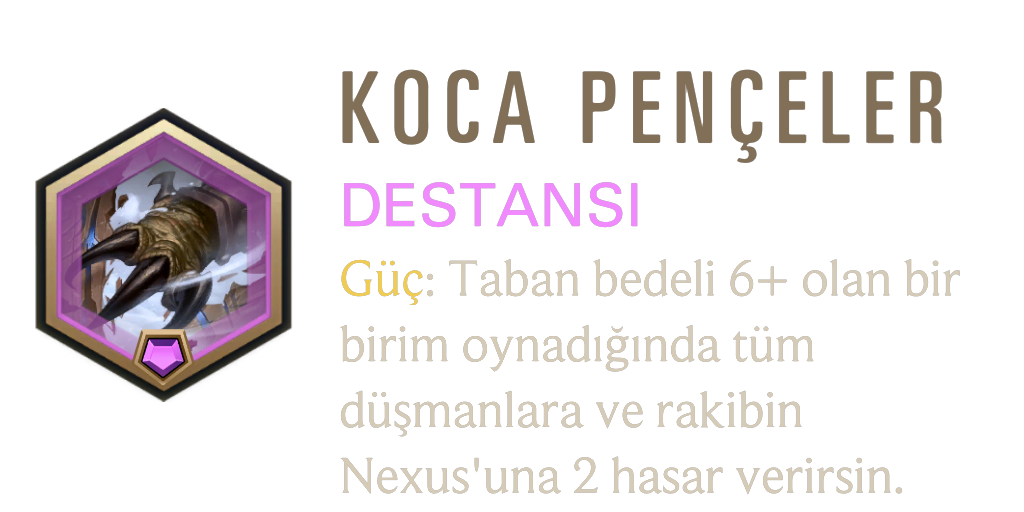 KOCA PENÇELER
DESTANSI
Güç: Taban bedeli 6+ olan bir
birim oynadığında tüm
düşmanlara ve rakibin
Nexus'una 2 hasar verirsin.